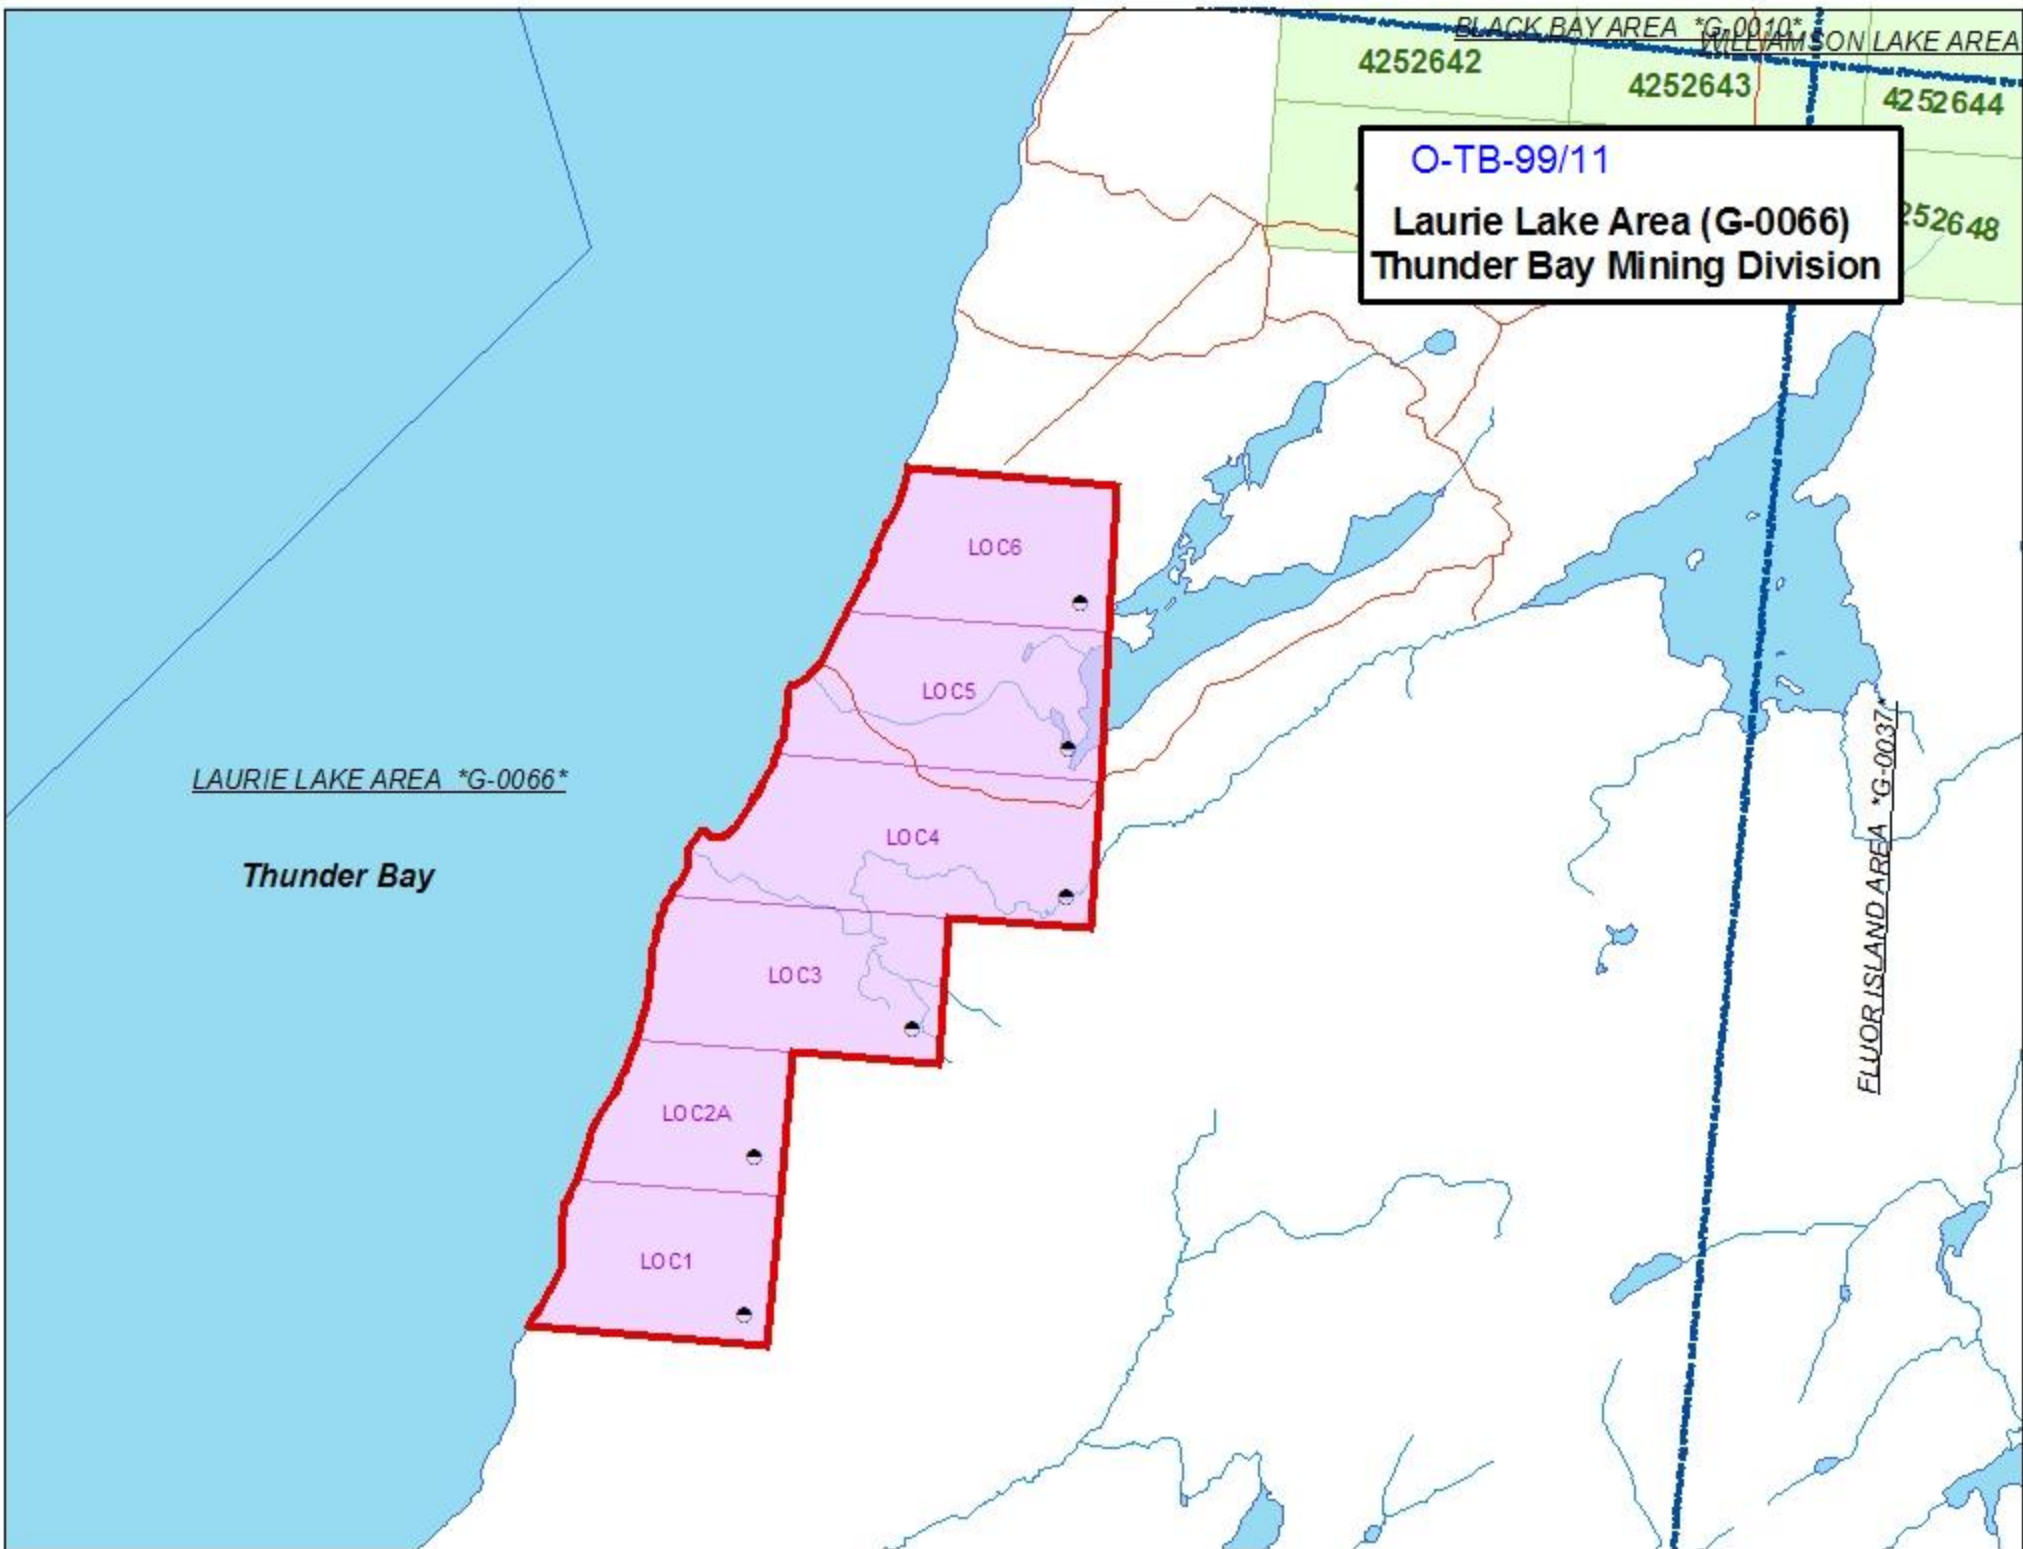 BLACK BAY AREA *G-0010*
WILLIAMSON LAKE AREA
4252642
4252643
4252644
O-TB-99/11
Laurie Lake Area (G-0066)
Thunder Bay Mining Division
252648
LOC6
LOC5
LAURIE LAKE AREA *G-0066*
LOC4
Thunder Bay
FLUOR ISLAND AREA *G-0037*
LOC3
LOC2A
LOC1